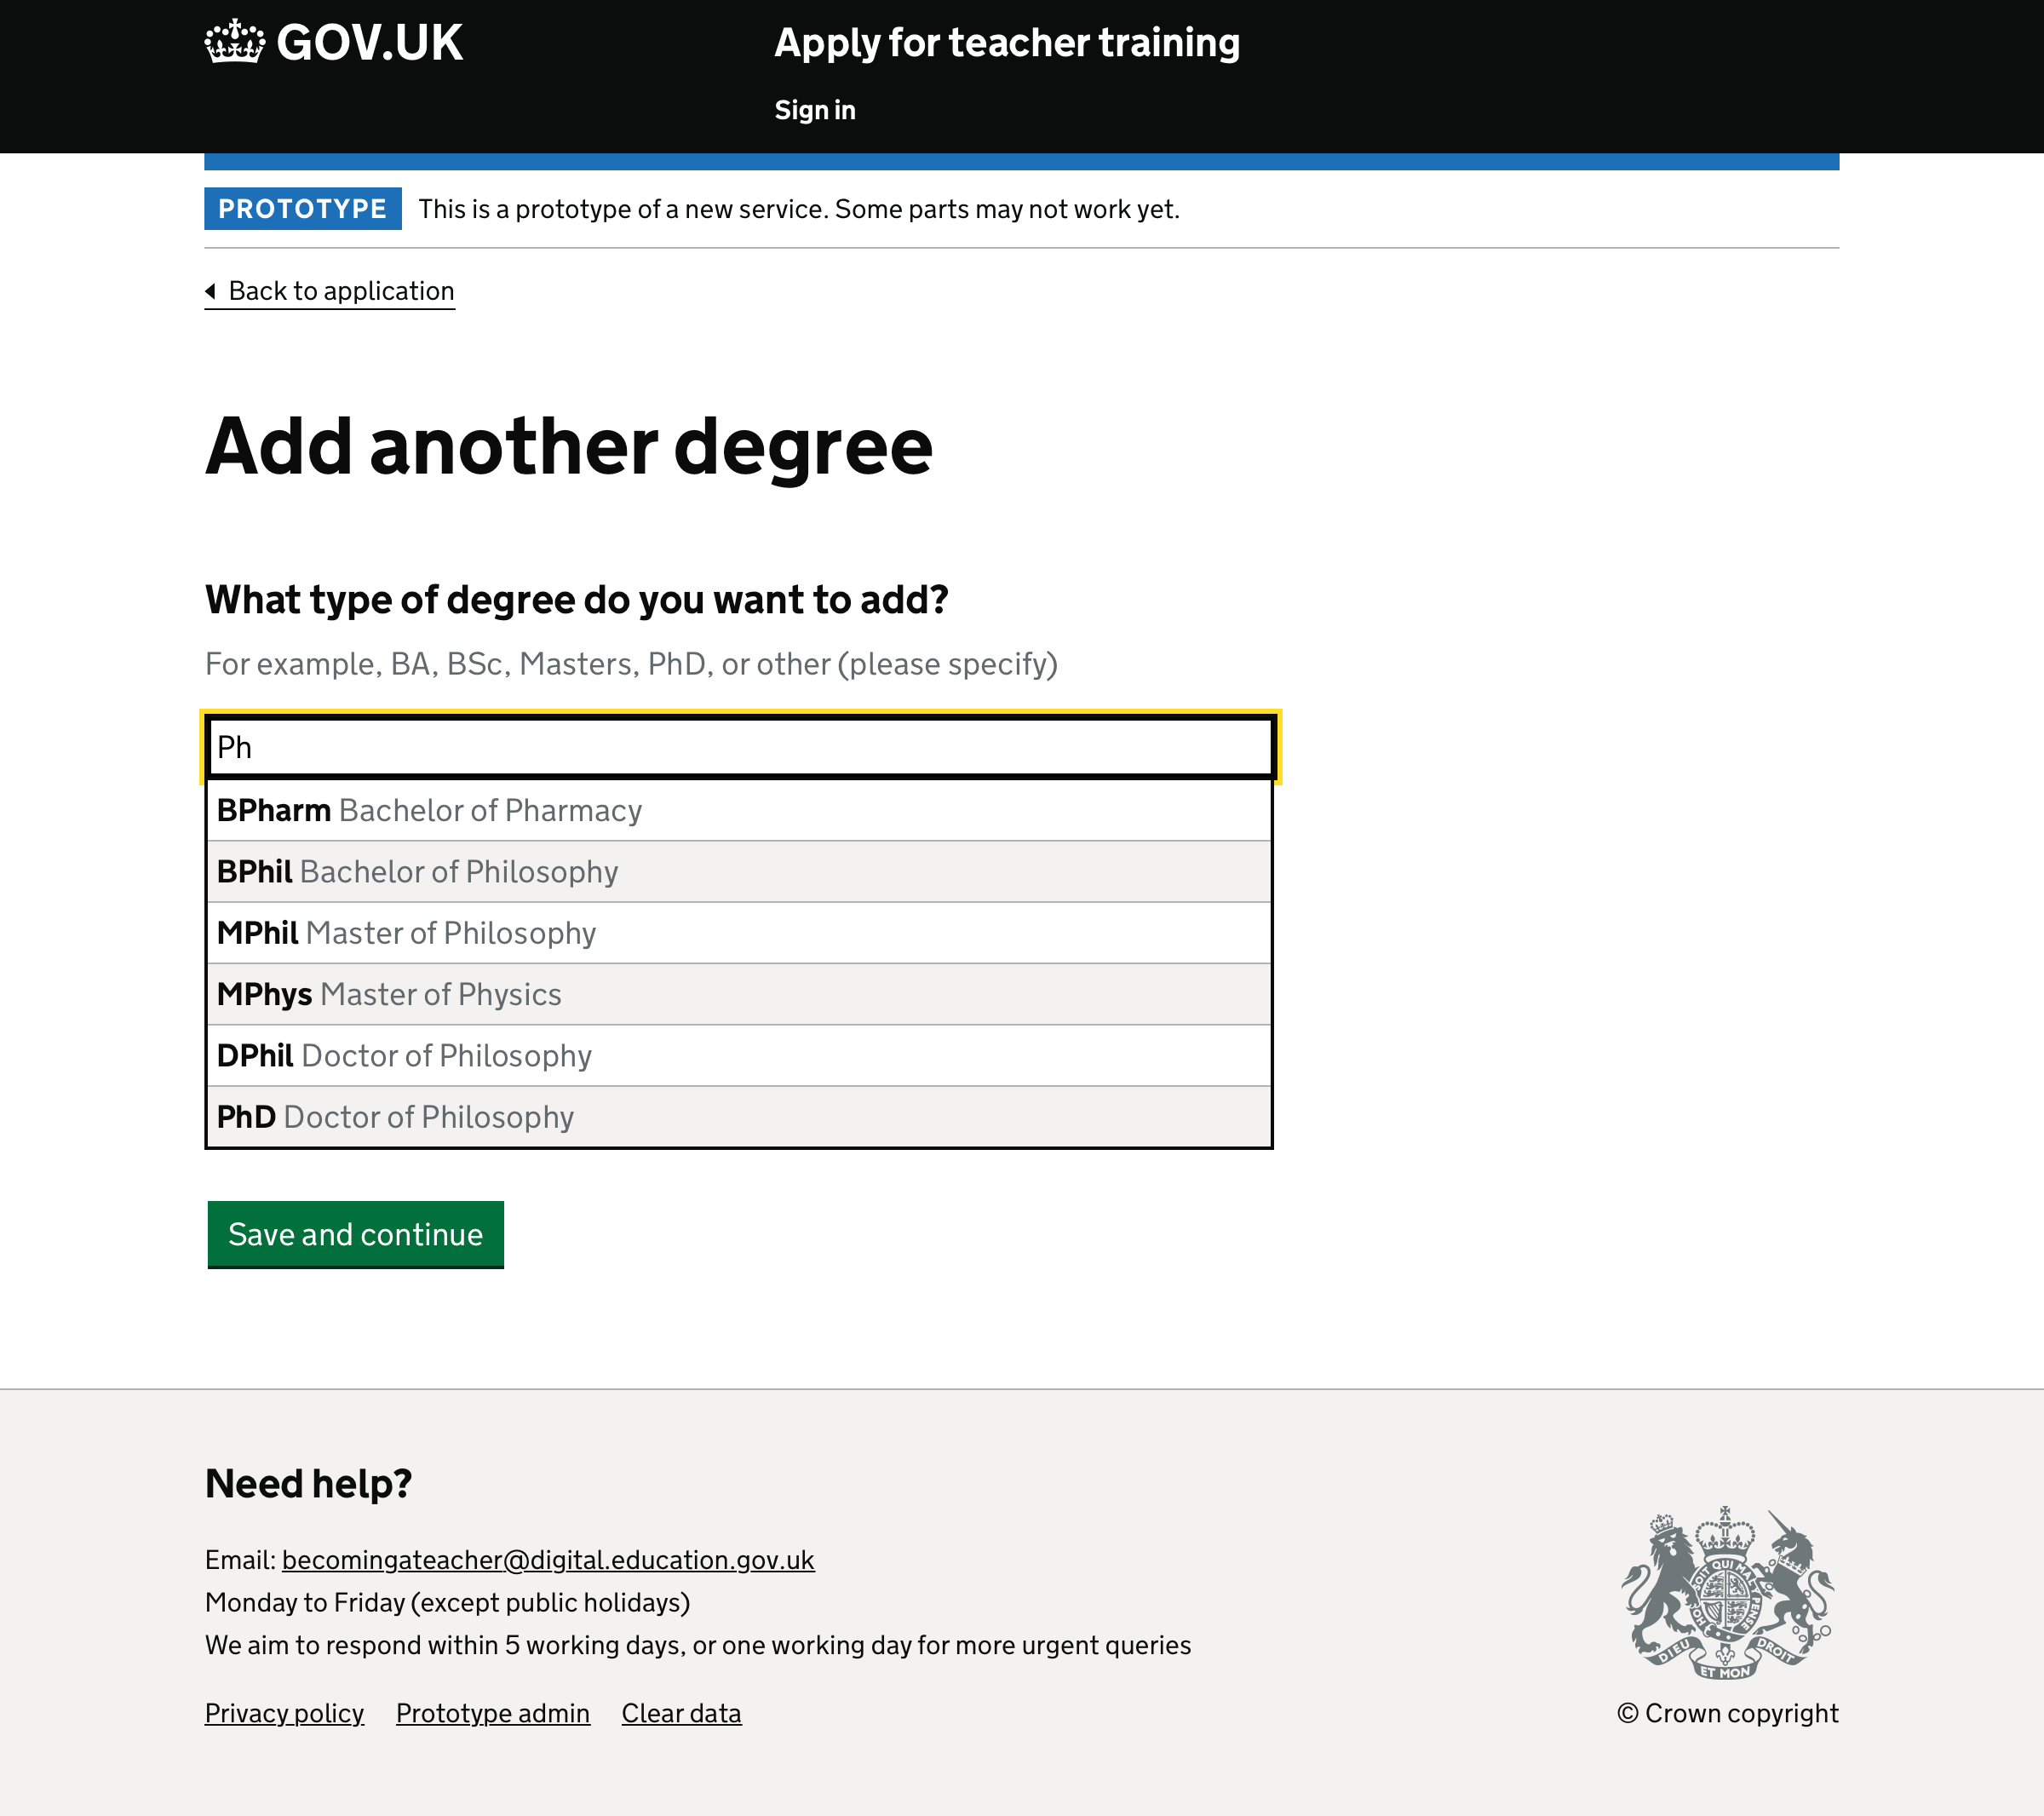 GOV.UK
Apply for teacher training
Sign in
PROTOTYPE This is a prototype of a new service. Some parts may not work yet.
Back to application
Add another degree
What type of degree do you want to add?
For example, BA, BSc, Masters, PhD, or other (please specify)
Ph
BPharm Bachelor of Pharmacy
BPhil Bachelor of Philosophy
MPhil Master of Philosophy
MPhys Master of Physics
DPhil Doctor of Philosophy
PhD Doctor of Philosophy
Save and continue
Need help?
Email: becomingateacher@digital.education.gov.uk
Monday to Friday (except public holidays)
We aim to respond within 5 working days, or one working day for more urgent queries
Privacy policy Prototype admin Clear data
SOIT QUI MAL
PENSE
HON
DIEU ET MON DROIT
© Crown copyright